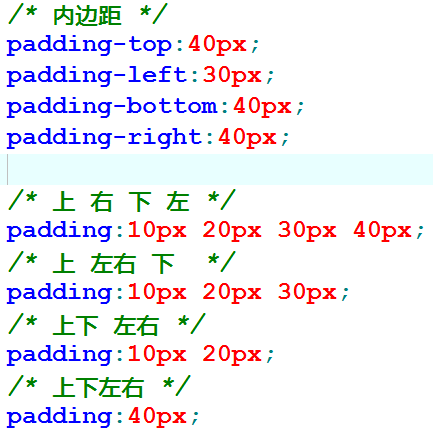 /* 内边距 */
padding-top:40px;
padding-left:30px;
padding-bottom:40px;
padding-right:40px;
/* 上 右 下 左 */
padding:10px 20px 30px 40px;
/* 上 左右 下  */
padding:10px 20px 30px;
/* 上下 左右 */
padding:10px 20px;
/* 上下左右 */
padding:40px;